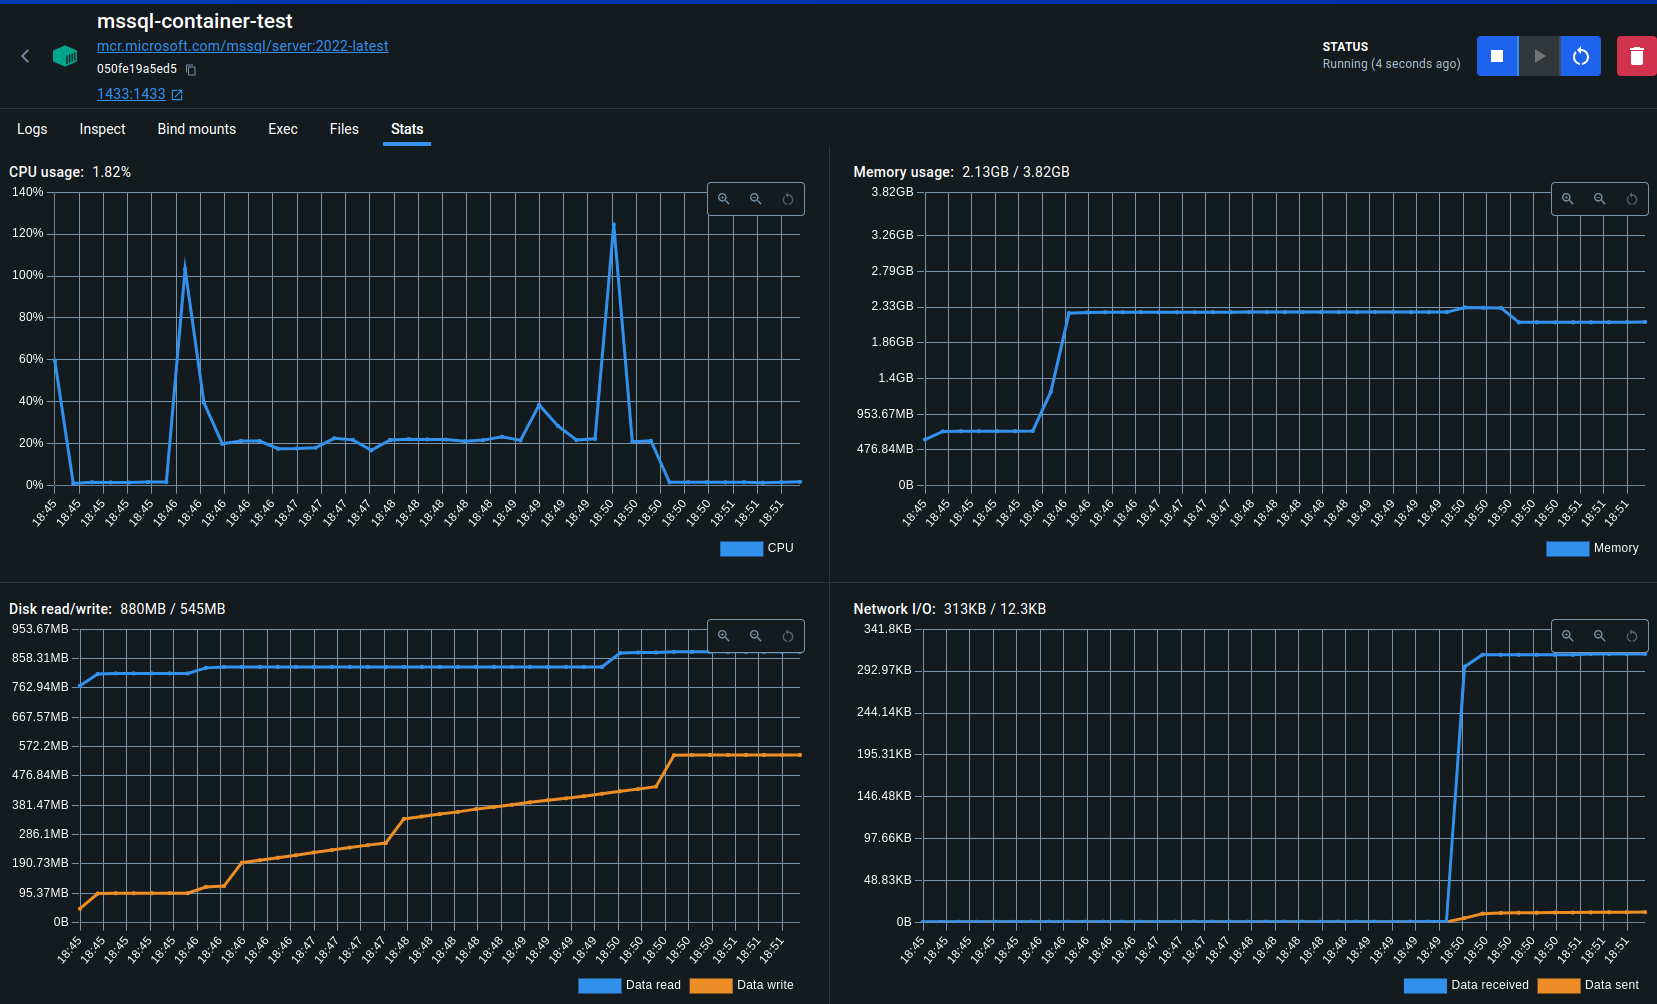 mssql-container-test
mcr.microsoft.com/mssql/server:2022-latest
050fe19a5ed5
1433:1433
STATUS
Running (4 seconds ago)
Logs Inspect Bind mounts Exec Files Stats
CPU usage: 1.82%
140%
120%
100%
80%
60%
40%
20%
0%
18:45 18:45 18:45 18:45 18:45 18:46 18:46 18:46 18:46 18:46 18:47 18:47 18:47 18:47 18:48 18:48 18:48 18:48 18:48 18:49 18:49 18:49 18:49 18:50 18:50 18:50 18:50 18:50 18:51 18:51 18:51
CPU
Memory usage: 2.13GB / 3.82GB
3.82GB
3.26GB
2.79GB
2.33GB
1.86GB
1.4GB
953.67MB
476.84MB
0B
18:45 18:45 18:45 18:45 18:45 18:46 18:46 18:46 18:46 18:46 18:47 18:47 18:47 18:47 18:48 18:48 18:48 18:48 18:48 18:49 18:49 18:49 18:49 18:50 18:50 18:50 18:50 18:50 18:51 18:51 18:51
Memory
Disk read/write: 880MB / 545MB
953.67MB
858.31MB
762.94MB
667.57MB
572.2MB
476.84MB
381.47MB
286.1MB
190.73MB
95.37MB
0B
18:45 18:45 18:45 18:45 18:45 18:46 18:46 18:46 18:46 18:46 18:47 18:47 18:47 18:47 18:48 18:48 18:48 18:48 18:48 18:49 18:49 18:49 18:49 18:50 18:50 18:50 18:50 18:50 18:51 18:51 18:51
Data read Data write
Network I/O: 313KB / 12.3KB
341.8KB
292.97KB
244.14KB
195.31KB
146.48KB
97.66KB
48.83KB
0B
18:45 18:45 18:45 18:45 18:45 18:46 18:46 18:46 18:46 18:46 18:47 18:47 18:47 18:47 18:48 18:48 18:48 18:48 18:48 18:49 18:49 18:49 18:49 18:50 18:50 18:50 18:50 18:50 18:51 18:51 18:51
Data received Data sent